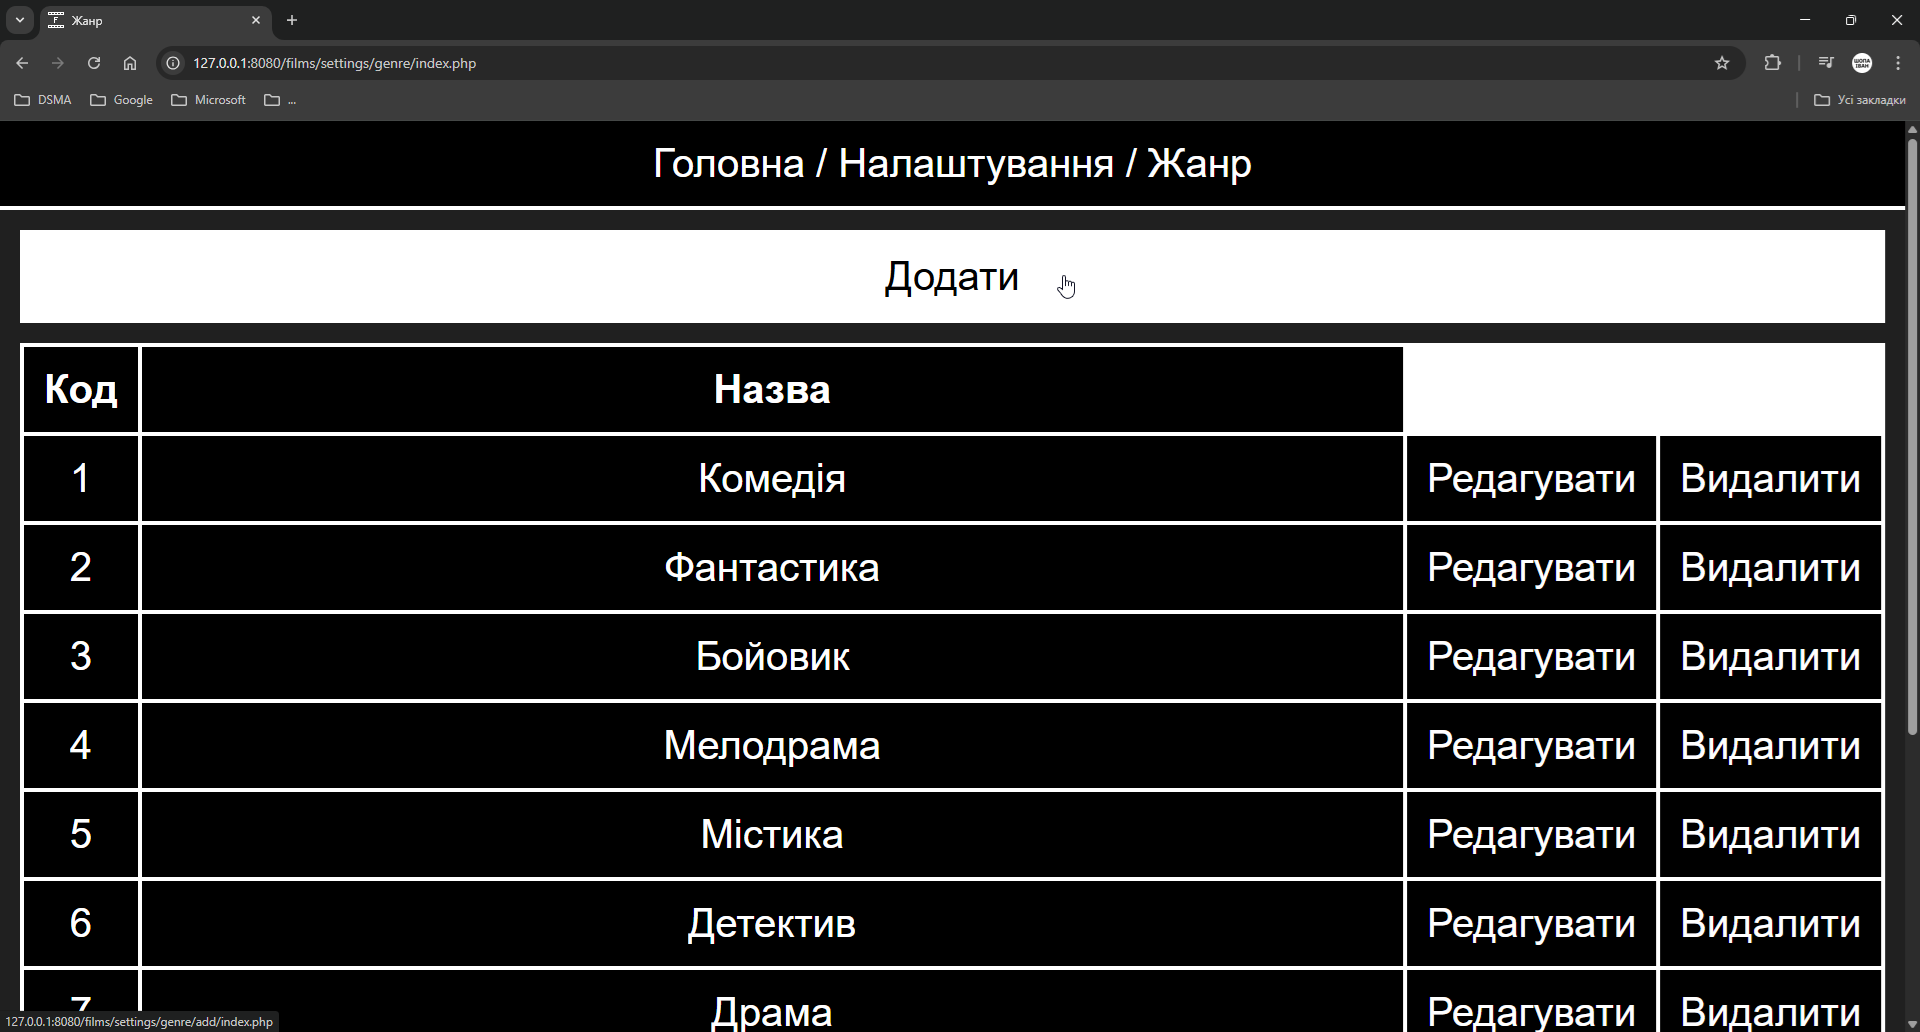 Жанр
127.0.0.1:8080/films/settings/genre/index.php
DSMA Google Microsoft ... Усі закладки
Головна / Налаштування / Жанр
Додати
Код Назва
1 Комедія Редагувати Видалити
2 Фантастика Редагувати Видалити
3 Бойовик Редагувати Видалити
4 Мелодрама Редагувати Видалити
5 Містика Редагувати Видалити
6 Детектив Редагувати Видалити
7 Драма Редагувати Видалити
127.0.0.1:8080/films/settings/genre/add/index.php